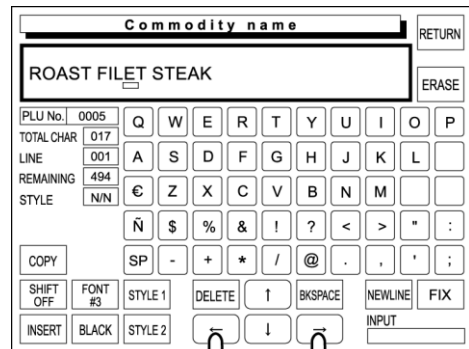 Commodity name
RETURN
ROAST FILET STEAK
ERASE
PLU No. 0005
TOTAL CHAR 017
LINE 001
REMAINING 494
STYLE N/N
Q W E R T Y U I O P
A S D F G H J K L
€ Z X C V B N M
Ñ $ % & ! ? < > " :
COPY SP - + * / @ . , ' ;
SHIFT OFF FONT #3 STYLE 1 DELETE ↑ BKSPACE NEWLINE FIX
INSERT BLACK STYLE 2 ← ↓ → INPUT